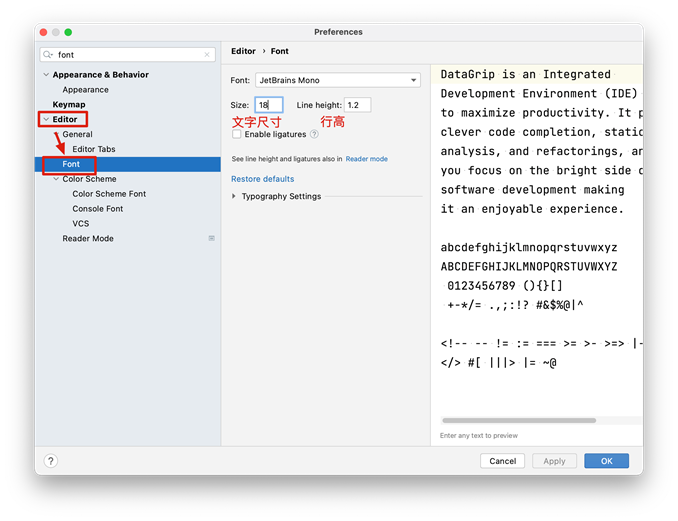 Preferences
font
Appearance & Behavior
Appearance
Keymap
Editor
General
Editor Tabs
Font
Color Scheme
Color Scheme Font
Console Font
VCS
Reader Mode
Editor › Font
Font: JetBrains Mono
Size: 18 Line height: 1.2
文字尺寸 行高
Enable ligatures ?
See line height and ligatures also in Reader mode
Restore defaults
Typography Settings
DataGrip is an Integrated
Development Environment (IDE)
to maximize productivity. It p
clever code completion, static
analysis, and refactorings, an
you focus on the bright side o
software development making
it an enjoyable experience.
abcdefghijklmnopqrstuvwxyz
ABCDEFGHIJKLMNOPQRSTUVWXYZ
0123456789 (){}[]
+-*/= .,;:!? #&$%@|^
<!-- -- != := === >= >- >=> |-
</> #[ |||> |= ~@
Enter any text to preview
?
Cancel Apply OK